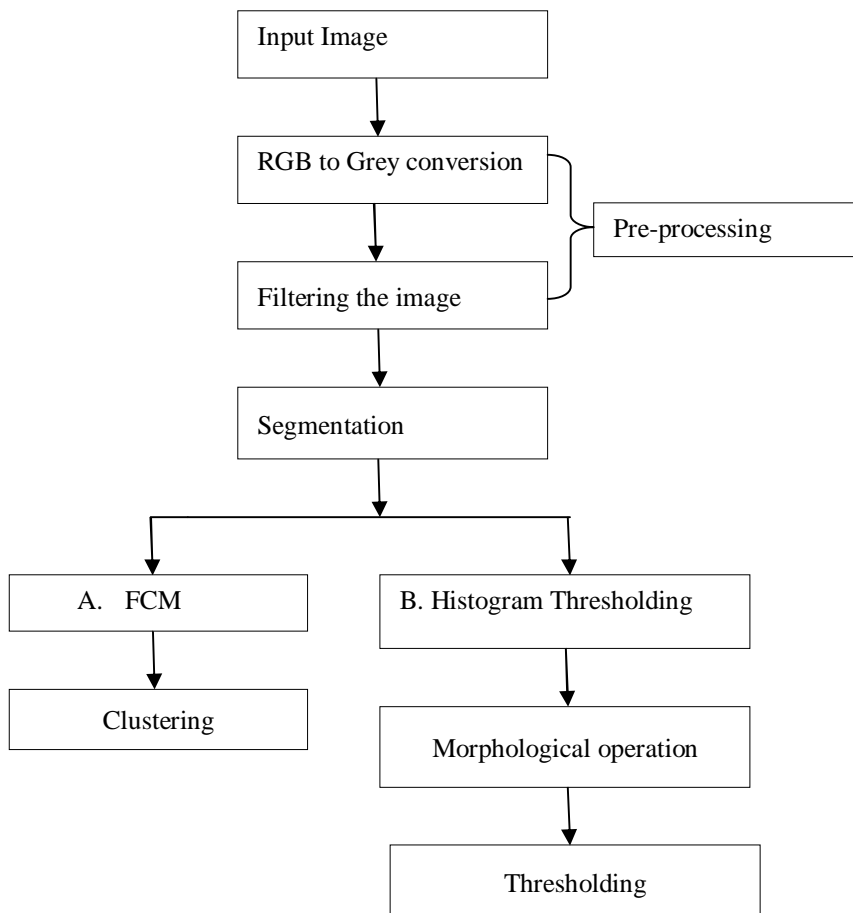 Input Image
RGB to Grey conversion
Pre-processing
Filtering the image
Segmentation
A. FCM
B. Histogram Thresholding
Clustering
Morphological operation
Thresholding